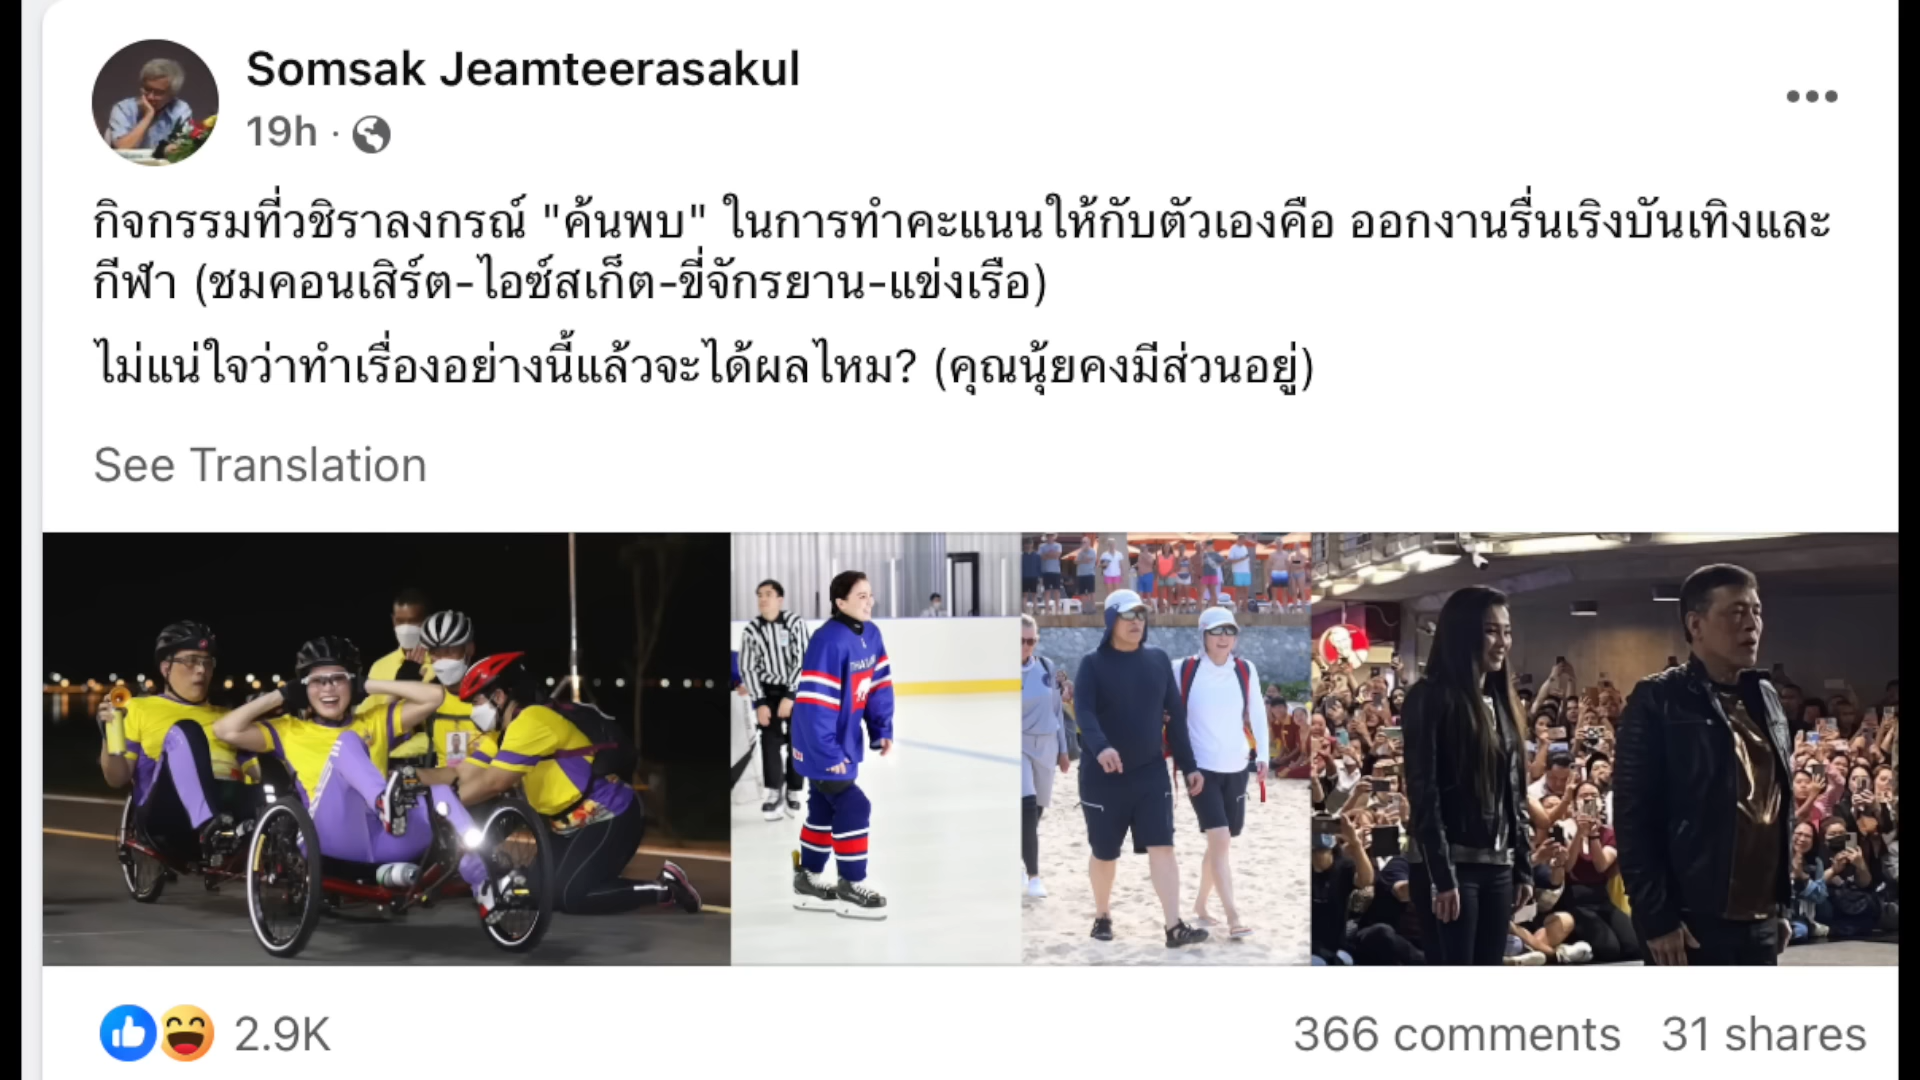 Somsak Jeamteerasakul
19h ·
กิจกรรมที่วชิราลงกรณ์ "ค้นพบ" ในการทำคะแนนให้กับตัวเองคือ ออกงานรื่นเริงบันเทิงและ
กีฬา (ชมคอนเสิร์ต-ไอซ์สเก็ต-ขี่จักรยาน-แข่งเรือ)
ไม่แน่ใจว่าทำเรื่องอย่างนี้แล้วจะได้ผลไหม? (คุณนุ้ยคงมีส่วนอยู่)
See Translation
2.9K
366 comments 31 shares